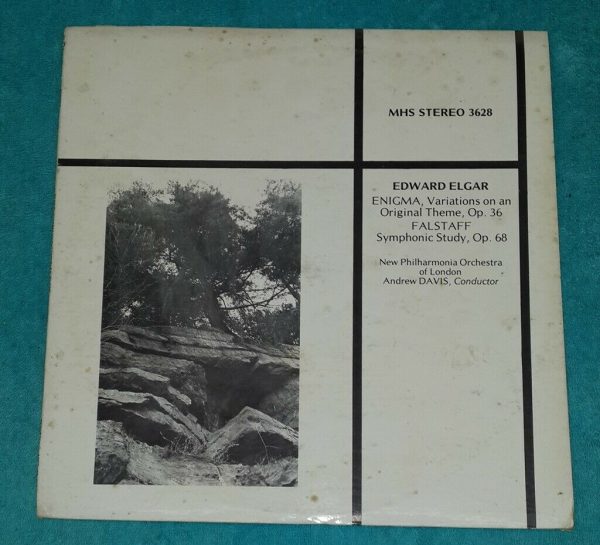 MHS STEREO 3628
EDWARD ELGAR
ENIGMA, Variations on an
Original Theme, Op. 36
FALSTAFF
Symphonic Study, Op. 68
New Philharmonia Orchestra
of London
Andrew DAVIS, Conductor